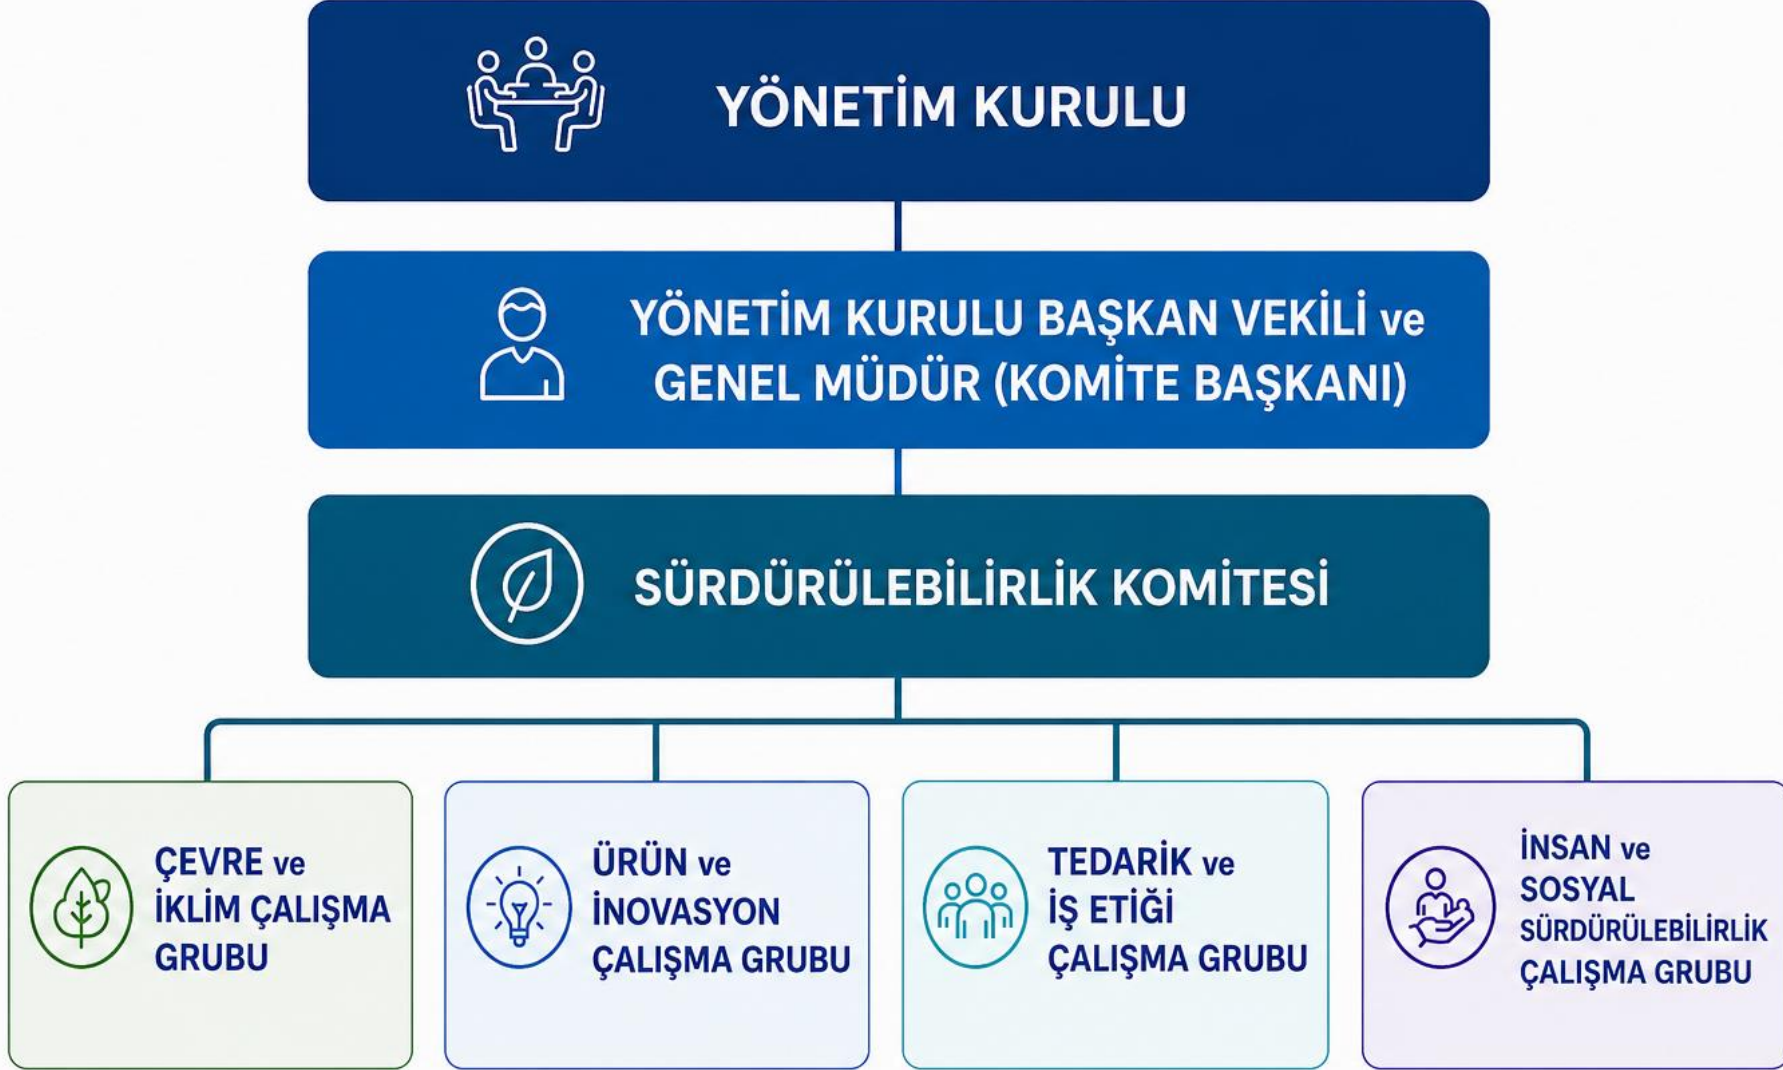 YÖNETİM KURULU
YÖNETİM KURULU BAŞKAN VEKİLİ ve
GENEL MÜDÜR (KOMİTE BAŞKANI)
SÜRDÜRÜLEBİLİRLİK KOMİTESİ
ÇEVRE ve
İKLİM ÇALIŞMA
GRUBU
ÜRÜN ve
İNOVASYON
ÇALIŞMA GRUBU
TEDARİK ve
İŞ ETİĞİ
ÇALIŞMA GRUBU
İNSAN ve
SOSYAL
SÜRDÜRÜLEBİLİRLİK
ÇALIŞMA GRUBU